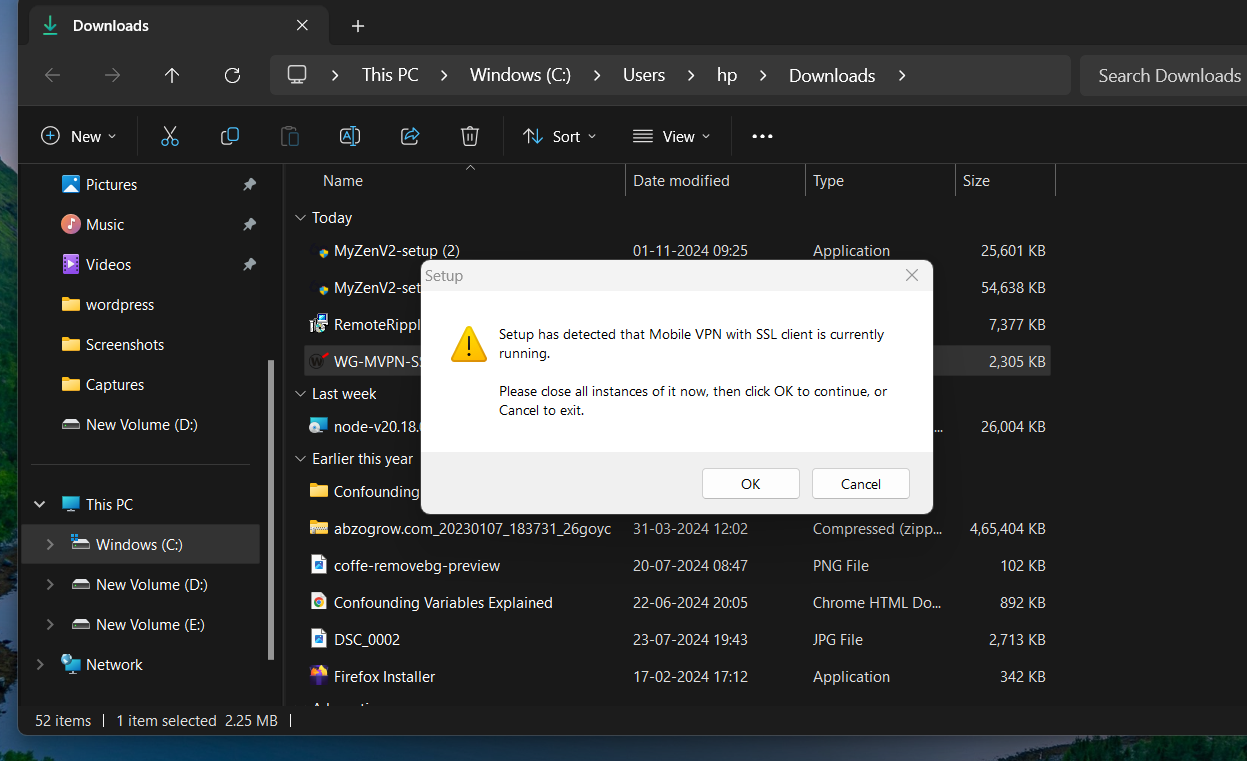 Downloads
This PC
Windows (C:)
Users
hp
Downloads
Search Downloads
New
Sort
View
Pictures
Music
Videos
wordpress
Screenshots
Captures
New Volume (D:)
This PC
Windows (C:)
New Volume (D:)
New Volume (E:)
Network
Name Date modified Type Size
Today
MyZenV2-setup (2) 01-11-2024 09:25 Application 25,601 KB
MyZenV2-set 54,638 KB
RemoteRippl 7,377 KB
WG-MVPN-SS 2,305 KB
Last week
node-v20.18. ... 26,004 KB
Earlier this year
Confounding
abzogrow.com_20230107_183731_26goyc 31-03-2024 12:02 Compressed (zipp... 4,65,404 KB
coffe-removebg-preview 20-07-2024 08:47 PNG File 102 KB
Confounding Variables Explained 22-06-2024 20:05 Chrome HTML Do... 892 KB
DSC_0002 23-07-2024 19:43 JPG File 2,713 KB
Firefox Installer 17-02-2024 17:12 Application 342 KB
Setup
Setup has detected that Mobile VPN with SSL client is currently
running.
Please close all instances of it now, then click OK to continue, or
Cancel to exit.
OK
Cancel
52 items 1 item selected 2.25 MB